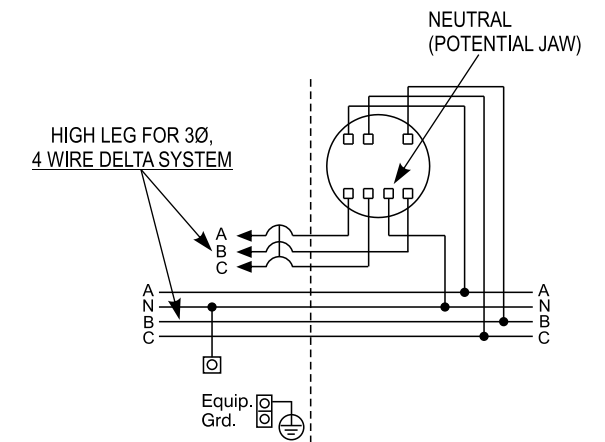 NEUTRAL
(POTENTIAL JAW)
HIGH LEG FOR 3Ø,
4 WIRE DELTA SYSTEM
A
B
C
A
N
B
C
A
N
B
C
Equip.
Grd.